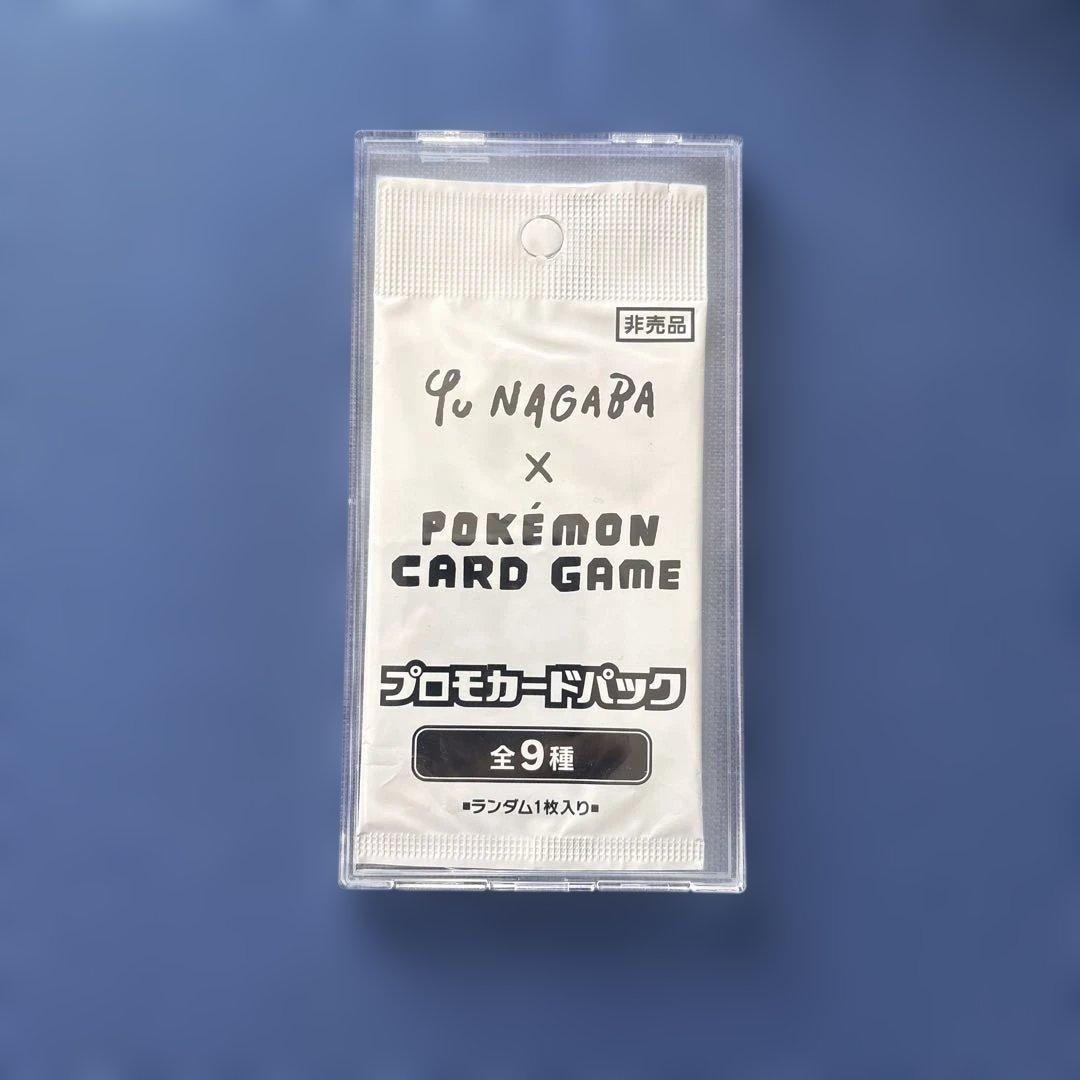 非売品
Yu NAGABA
×
POKÉMON
CARD GAME
プロモカードパック
全9種
■ランダム1枚入り■